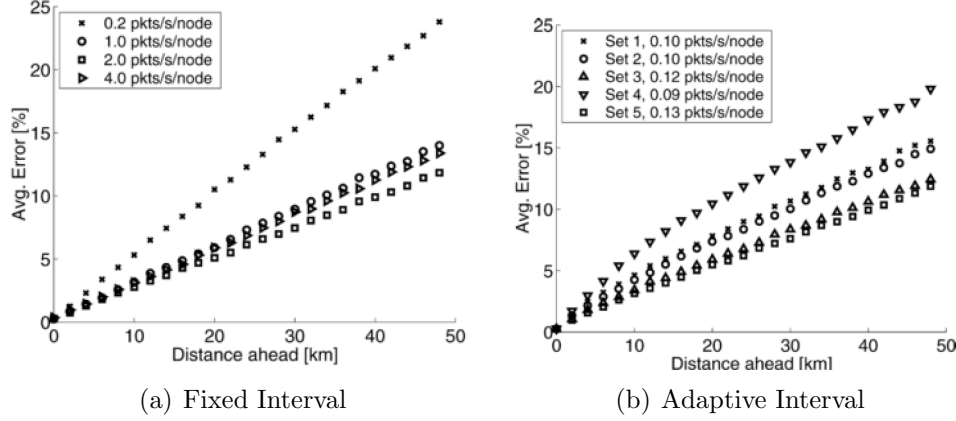 25
20
15
10
5
0
Avg. Error [%]
0.2 pkts/s/node
1.0 pkts/s/node
2.0 pkts/s/node
4.0 pkts/s/node
0 10 20 30 40 50
Distance ahead [km]
(a) Fixed Interval
25
20
15
10
5
0
Avg. Error [%]
Set 1, 0.10 pkts/s/node
Set 2, 0.10 pkts/s/node
Set 3, 0.12 pkts/s/node
Set 4, 0.09 pkts/s/node
Set 5, 0.13 pkts/s/node
0 10 20 30 40 50
Distance ahead [km]
(b) Adaptive Interval